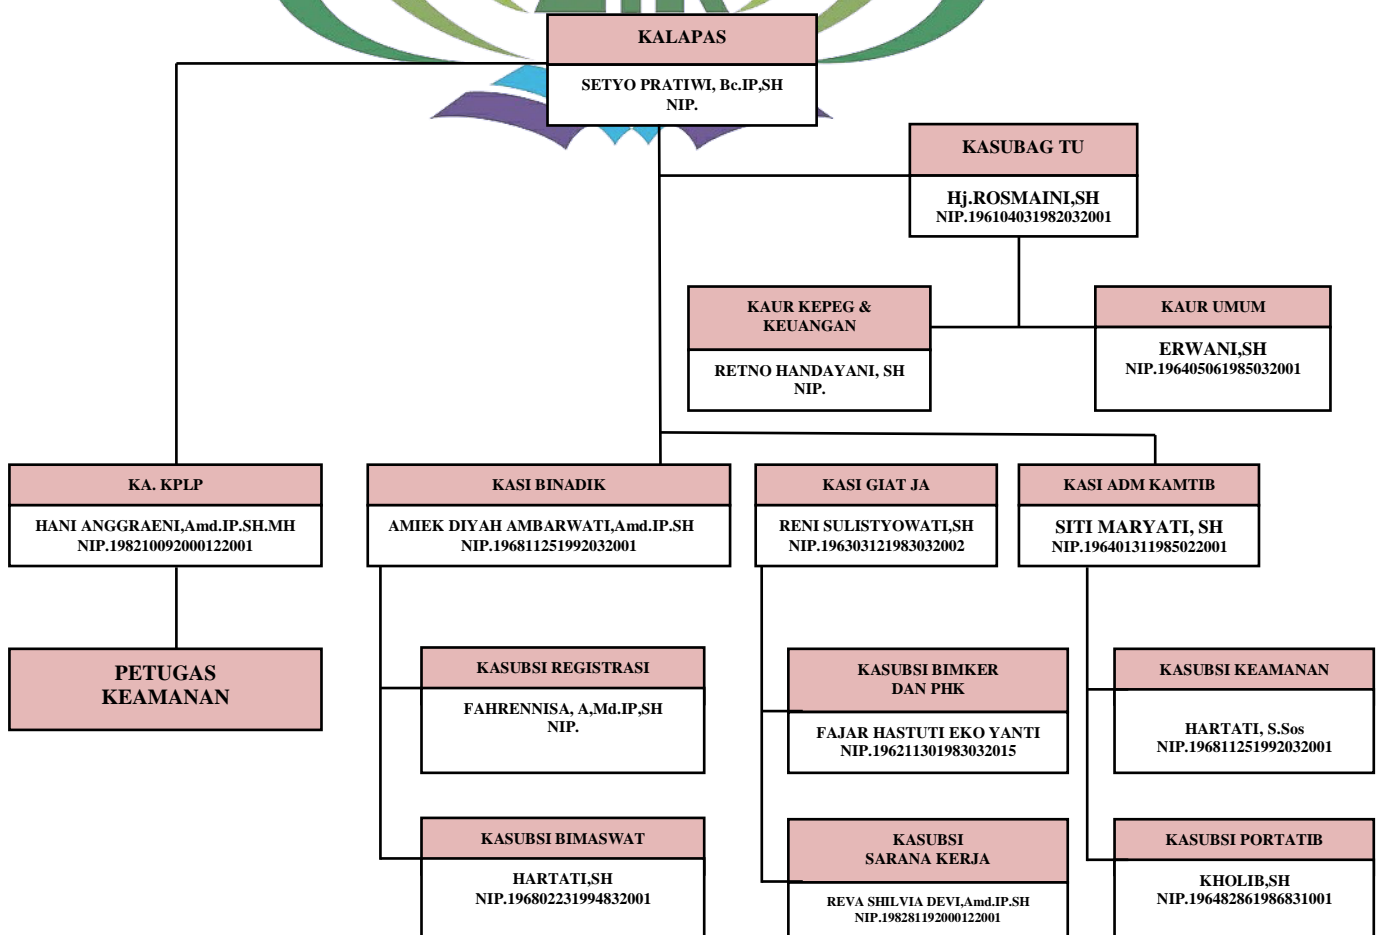 KALAPAS
SETYO PRATIWI, Bc.IP,SH
NIP.
KASUBAG TU
Hj.ROSMAINI,SH
NIP.196104031982032001
KAUR KEPEG &
KEUANGAN
RETNO HANDAYANI, SH
NIP.
KAUR UMUM
ERWANI,SH
NIP.196405061985032001
KA. KPLP
HANI ANGGRAENI,Amd.IP.SH.MH
NIP.198210092000122001
KASI BINADIK
AMIEK DIYAH AMBARWATI,Amd.IP.SH
NIP.196811251992032001
KASI GIAT JA
RENI SULISTYOWATI,SH
NIP.196303121983032002
KASI ADM KAMTIB
SITI MARYATI, SH
NIP.196401311985022001
PETUGAS
KEAMANAN
KASUBSI REGISTRASI
FAHRENNISA, A,Md.IP,SH
NIP.
KASUBSI BIMKER
DAN PHK
FAJAR HASTUTI EKO YANTI
NIP.196211301983032015
KASUBSI KEAMANAN
HARTATI, S.Sos
NIP.196811251992032001
KASUBSI BIMASWAT
HARTATI,SH
NIP.196802231994832001
KASUBSI
SARANA KERJA
REVA SHILVIA DEVI,Amd.IP.SH
NIP.198281192000122001
KASUBSI PORTATIB
KHOLIB,SH
NIP.196482861986831001